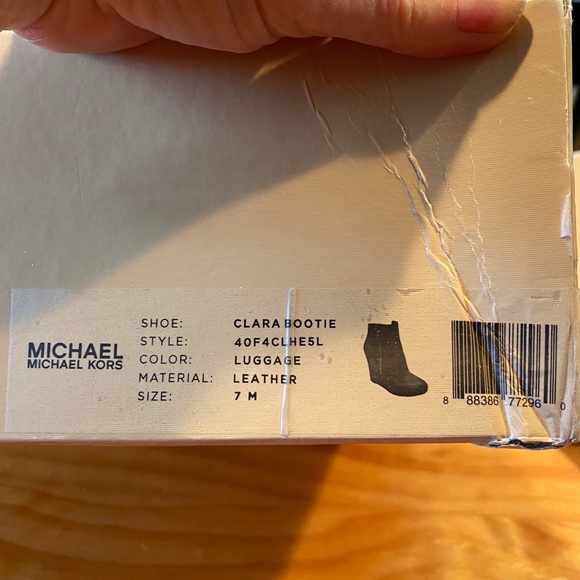 MICHAEL
MICHAEL KORS
SHOE: CLARA BOOTIE
STYLE: 40F4CLHE5L
COLOR: LUGGAGE
MATERIAL: LEATHER
SIZE: 7 M
8 88386 77296 0